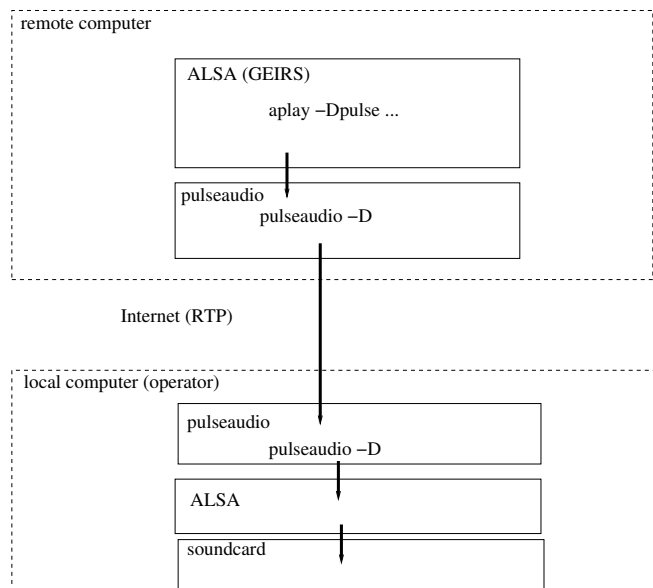 remote computer
ALSA (GEIRS)
aplay −Dpulse ...
pulseaudio
pulseaudio −D
Internet (RTP)
local computer (operator)
pulseaudio
pulseaudio −D
ALSA
soundcard